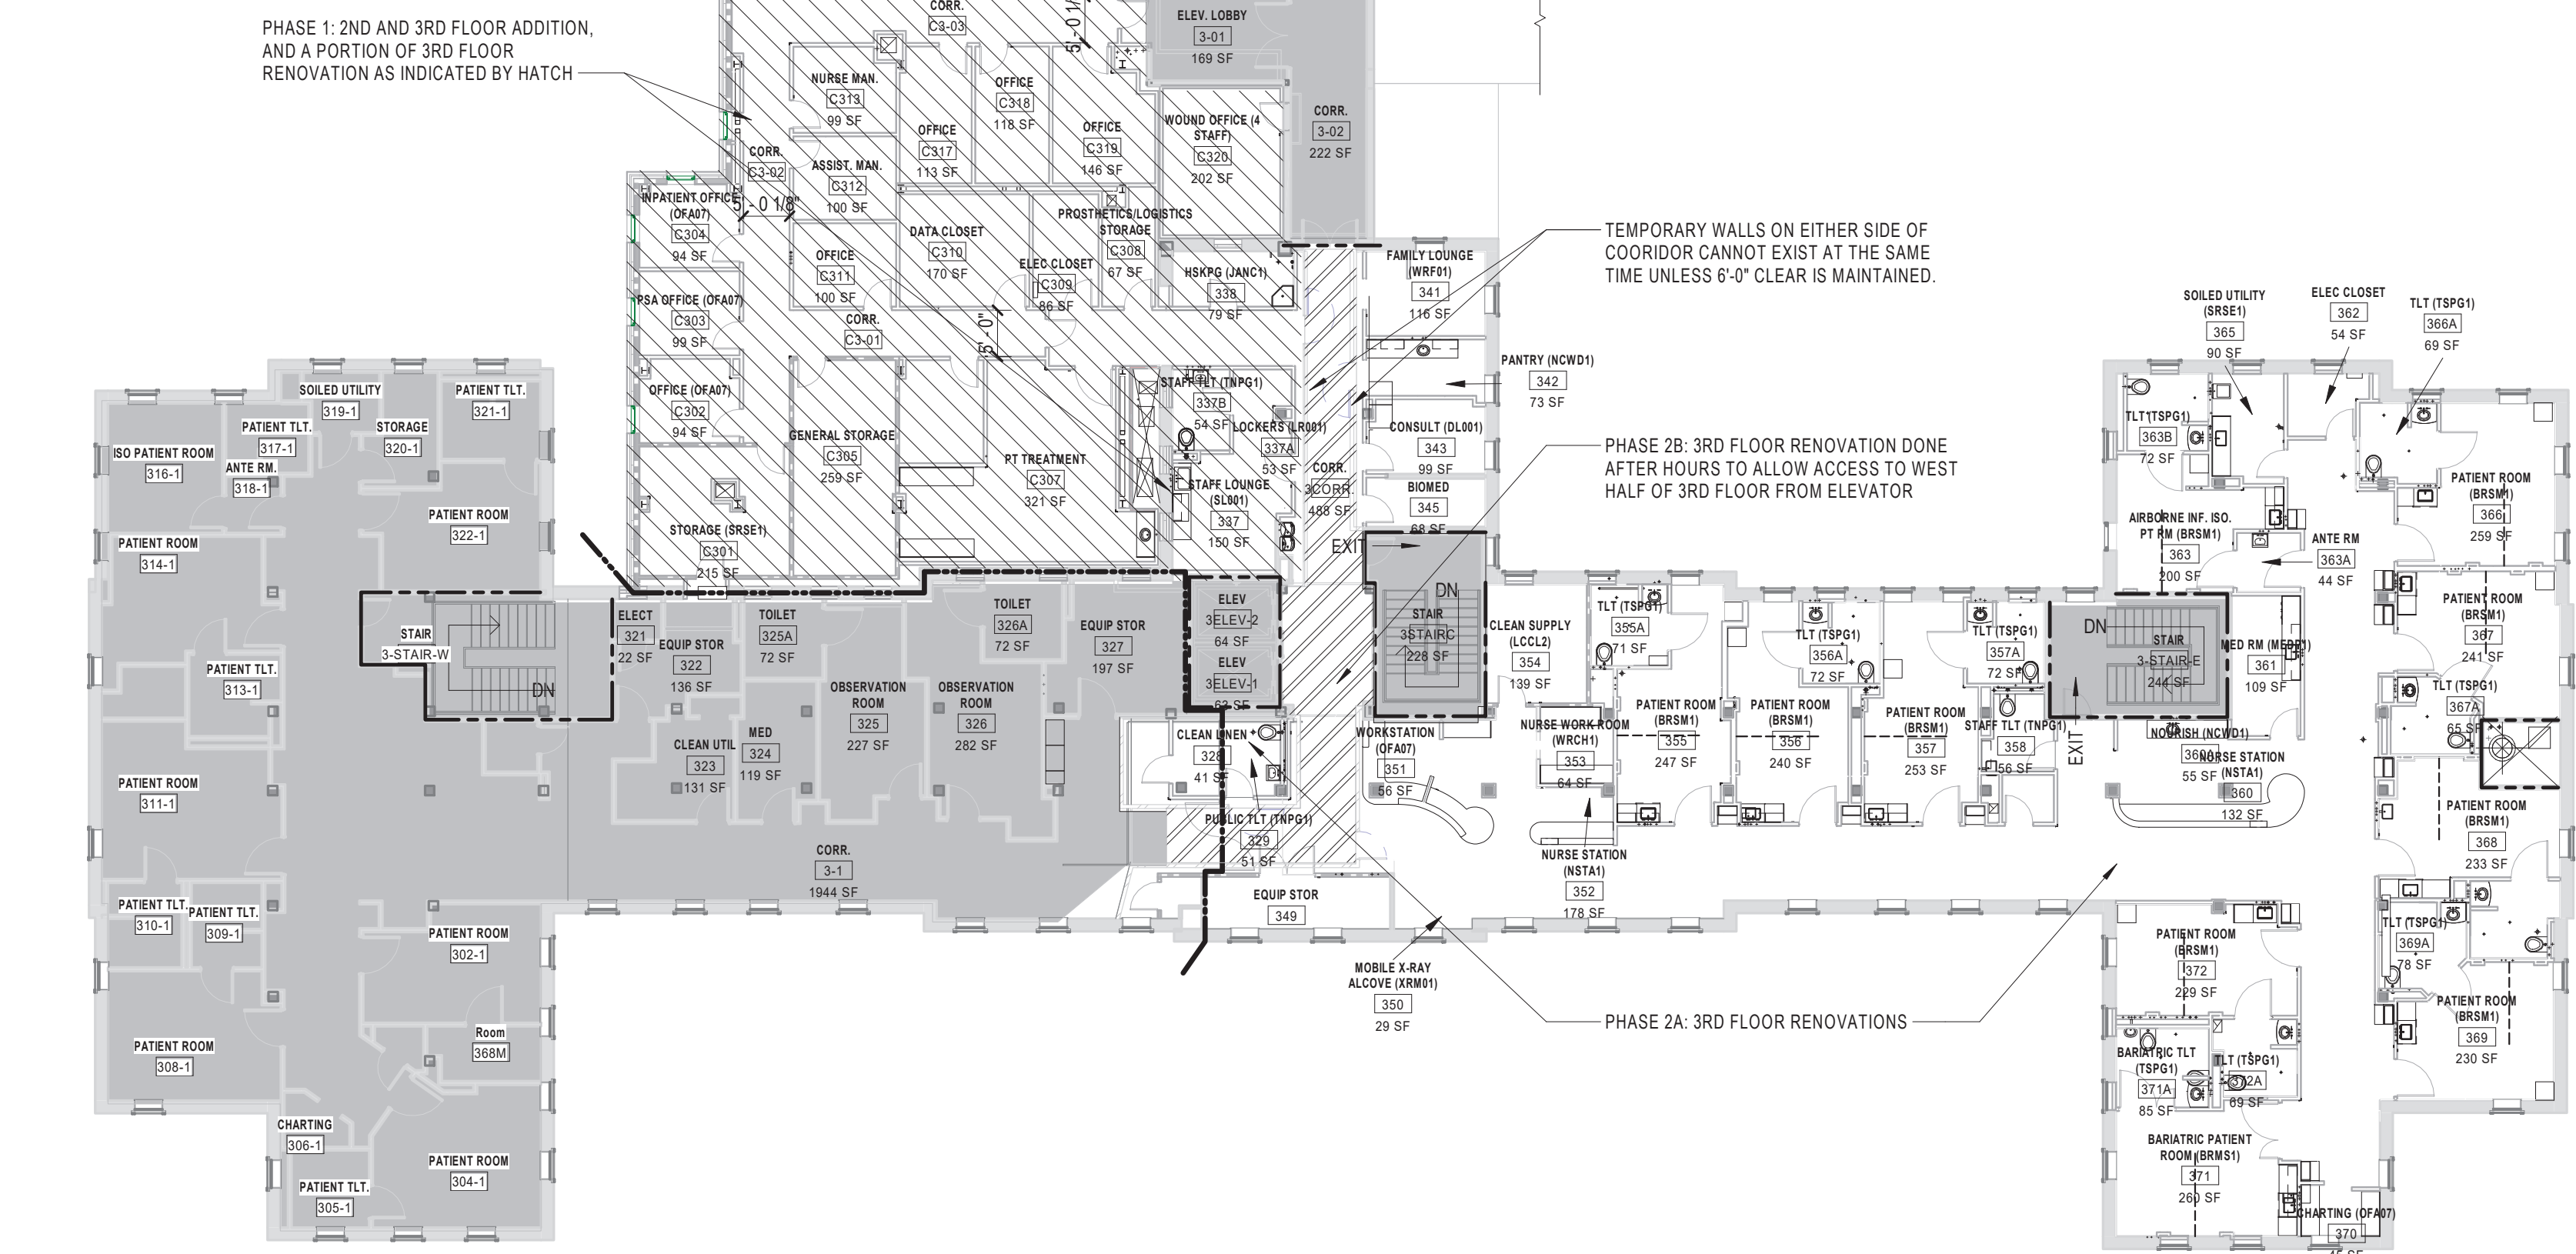 PHASE 1: 2ND AND 3RD FLOOR ADDITION,
AND A PORTION OF 3RD FLOOR
RENOVATION AS INDICATED BY HATCH
CORR.
C3-03
ELEV. LOBBY
3-01
169 SF
NURSE MAN.
C313
99 SF
OFFICE
C318
118 SF
OFFICE
C317
113 SF
OFFICE
C319
146 SF
WOUND OFFICE (4
STAFF)
C320
202 SF
CORR.
3-02
222 SF
CORR.
C3-02
ASSIST. MAN.
C312
100 SF
INPATIENT OFFICE
(OFA07)
C304
94 SF
5' - 0 1/8"
OFFICE
C311
100 SF
DATA CLOSET
C310
170 SF
PROSTHETICS/LOGISTICS
STORAGE
C308
67 SF
ELEC CLOSET
C309
86 SF
HSKPG (JANC1)
338
79 SF
PSA OFFICE (OFA07)
C303
99 SF
CORR.
C3-01
5' - 0"
OFFICE (OFA07)
C302
94 SF
GENERAL STORAGE
C305
259 SF
PT TREATMENT
C307
321 SF
STORAGE (SRSE1)
C301
215 SF
STAFF TLT (TNPG1)
337B
54 SF
LOCKERS (LR001)
337A
53 SF
STAFF LOUNGE
(SL001)
337
150 SF
CORR.
3CORR.
488 SF
FAMILY LOUNGE
(WRF01)
341
116 SF
PANTRY (NCWD1)
342
73 SF
CONSULT (DL001)
343
99 SF
BIOMED
345
68 SF
TEMPORARY WALLS ON EITHER SIDE OF
COORIDOR CANNOT EXIST AT THE SAME
TIME UNLESS 6'-0" CLEAR IS MAINTAINED.
PHASE 2B: 3RD FLOOR RENOVATION DONE
AFTER HOURS TO ALLOW ACCESS TO WEST
HALF OF 3RD FLOOR FROM ELEVATOR
SOILED UTILITY
319-1
PATIENT TLT.
321-1
PATIENT TLT.
317-1
STORAGE
320-1
ISO PATIENT ROOM
316-1
ANTE RM.
318-1
PATIENT ROOM
322-1
PATIENT ROOM
314-1
STAIR
3-STAIR-W
DN
PATIENT TLT.
313-1
PATIENT ROOM
311-1
PATIENT TLT.
310-1
PATIENT TLT.
309-1
PATIENT ROOM
302-1
PATIENT ROOM
308-1
Room
368M
CHARTING
306-1
PATIENT ROOM
304-1
PATIENT TLT.
305-1
ELECT
321
22 SF
EQUIP STOR
322
136 SF
TOILET
325A
72 SF
TOILET
326A
72 SF
EQUIP STOR
327
197 SF
CLEAN UTIL
323
131 SF
MED
324
119 SF
OBSERVATION
ROOM
325
227 SF
OBSERVATION
ROOM
326
282 SF
CORR.
3-1
1944 SF
ELEV
3ELEV-2
64 SF
ELEV
3ELEV-1
63 SF
CLEAN LINEN
328
41 SF
PUBLIC TLT (TNPG1)
329
51 SF
EQUIP STOR
349
MOBILE X-RAY
ALCOVE (XRM01)
350
29 SF
EXIT
DN
STAIR
3STAIRC
228 SF
WORKSTATION
(OFA07)
351
56 SF
CLEAN SUPPLY
(LCCL2)
354
139 SF
NURSE WORK ROOM
(WRCH1)
353
64 SF
NURSE STATION
(NSTA1)
352
178 SF
TLT (TSPG1)
355A
71 SF
PATIENT ROOM
(BRSM1)
355
247 SF
TLT (TSPG1)
356A
72 SF
PATIENT ROOM
(BRSM1)
356
240 SF
TLT (TSPG1)
357A
72 SF
PATIENT ROOM
(BRSM1)
357
253 SF
STAFF TLT (TNPG1)
358
56 SF
DN
STAIR
3-STAIR-E
244 SF
EXIT
NOURISH (NCWD1)
360A
55 SF
NURSE STATION
(NSTA1)
360
132 SF
MED RM
361
109 SF
PHASE 2A: 3RD FLOOR RENOVATIONS
SOILED UTILITY
(SRSE1)
365
90 SF
ELEC CLOSET
362
54 SF
TLT (TSPG1)
366A
69 SF
TLT (TSPG1)
363B
72 SF
AIRBORNE INF. ISO.
PT RM (BRSM1)
363
200 SF
ANTE RM
363A
44 SF
PATIENT ROOM
(BRSM1)
366
259 SF
PATIENT ROOM
(BRSM1)
367
241 SF
TLT (TSPG1)
367A
65 SF
PATIENT ROOM
(BRSM1)
368
233 SF
TLT (TSPG1)
369A
78 SF
PATIENT ROOM
(BRSM1)
369
230 SF
PATIENT ROOM
(BRSM1)
372
229 SF
BARIATRIC TLT
(TSPG1)
371A
85 SF
TLT (TSPG1)
372A
69 SF
BARIATRIC PATIENT
ROOM (BRMS1)
371
260 SF
CHARTING (OFA07)
370